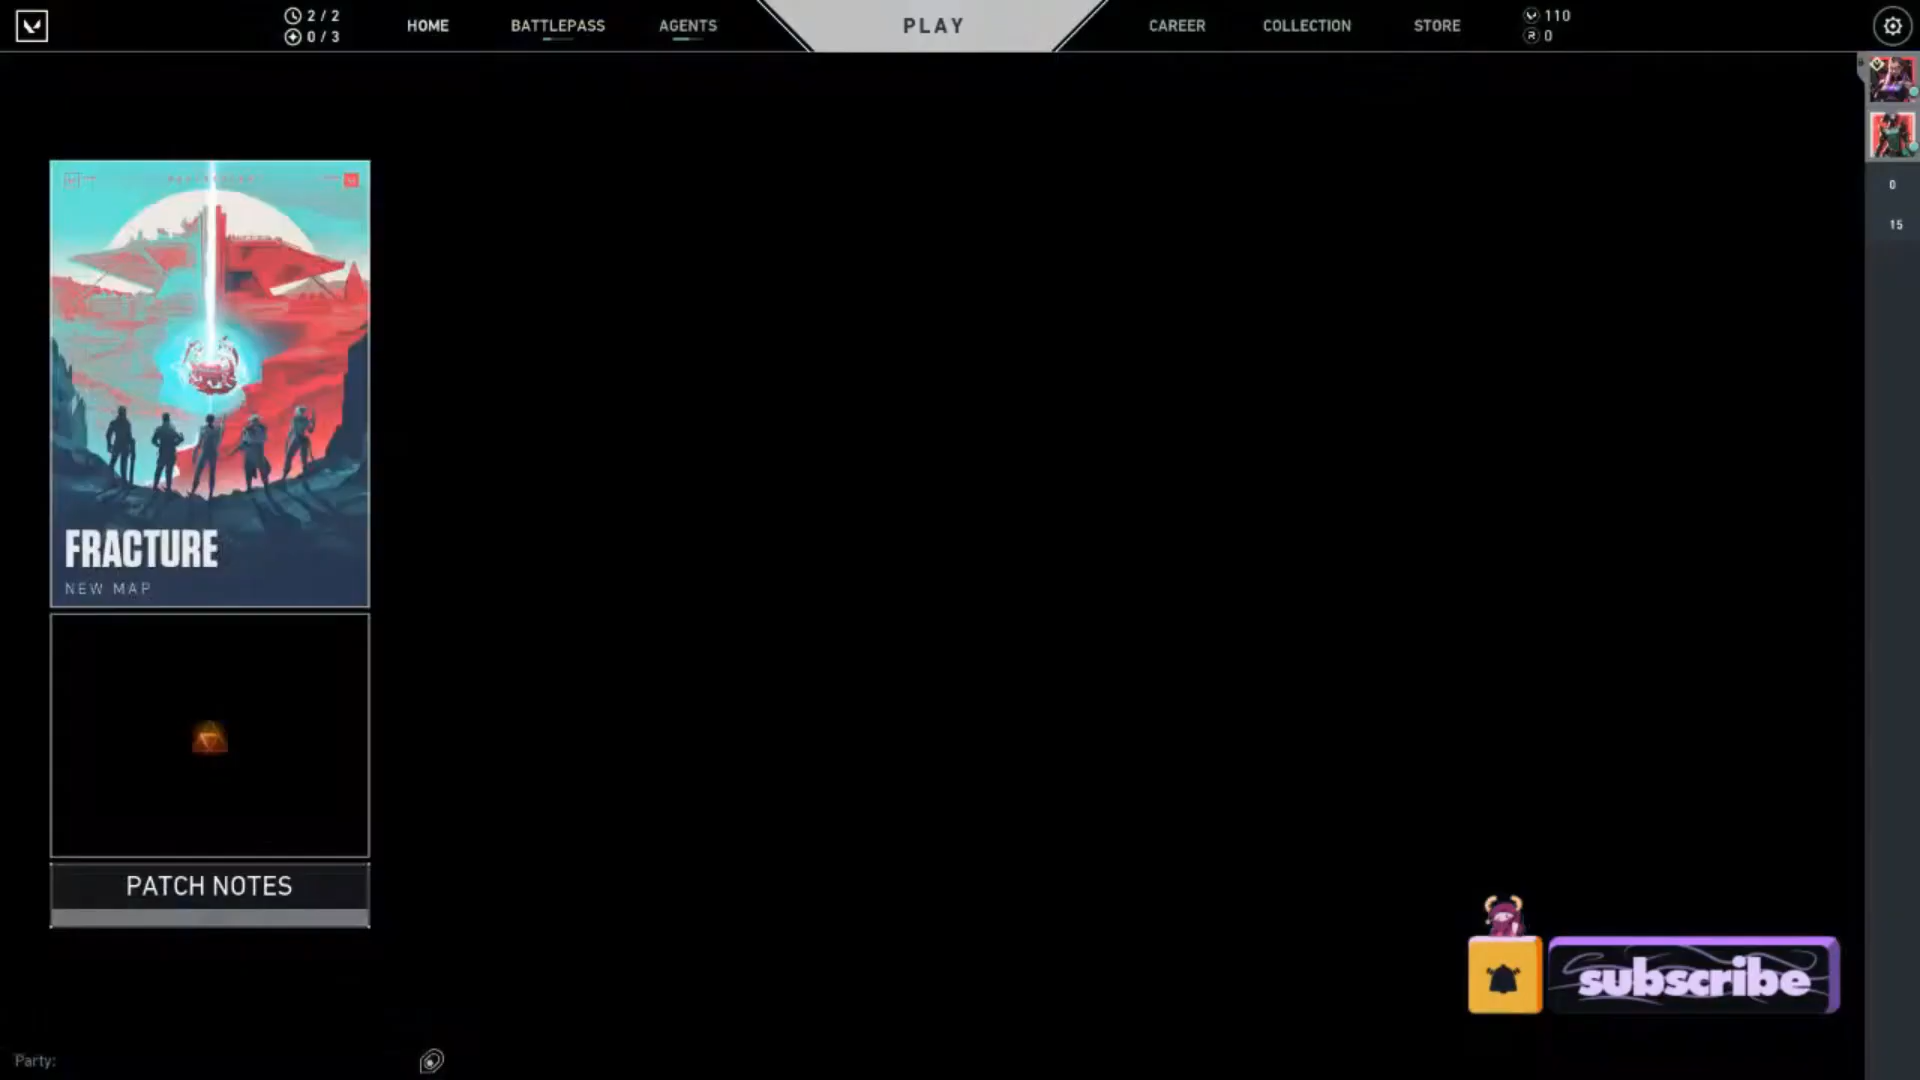 2 / 2
0 / 3
HOME
BATTLEPASS
AGENTS
PLAY
CAREER
COLLECTION
STORE
110
R 0
0
15
FRACTURE
NEW MAP
PATCH NOTES
subscribe
Party: